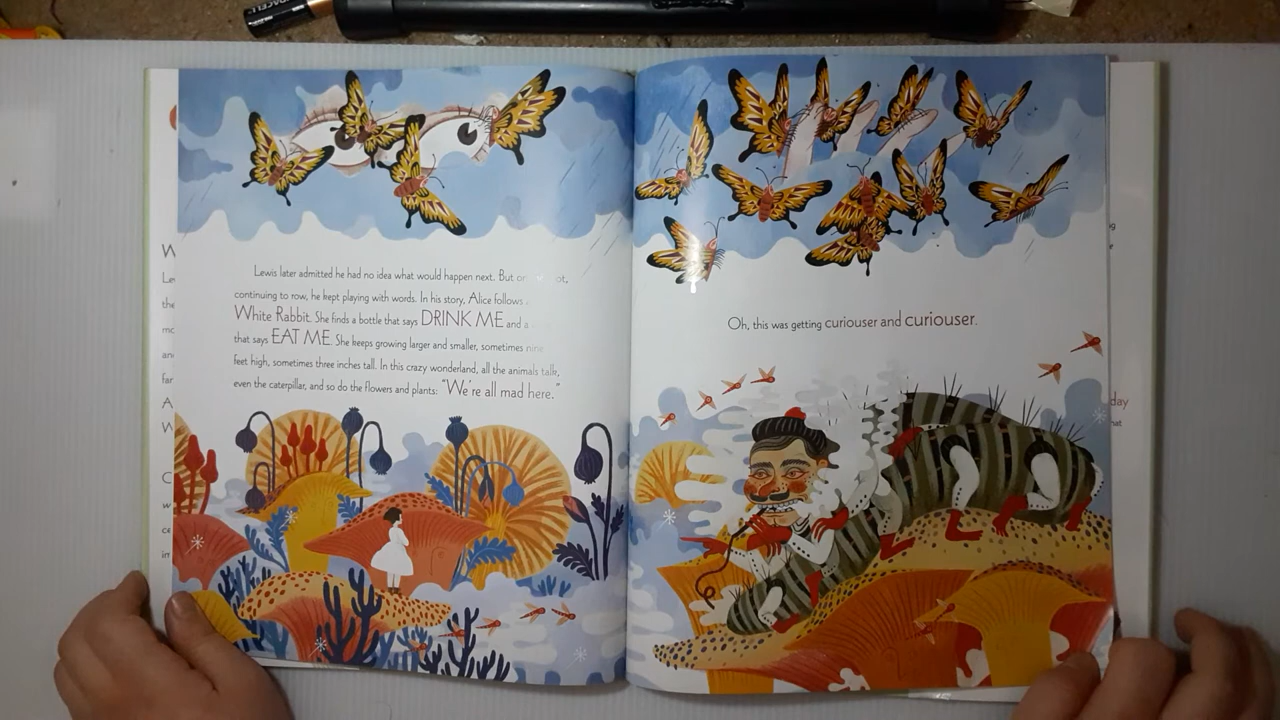 DURACELL
Lewis later admitted he had no idea what would happen next. But on
continuing to row, he kept playing with words. In his story, Alice follows
White Rabbit. She finds a bottle that says DRINK ME and a
that says EAT ME. She keeps growing larger and smaller, sometimes nine
feet high, sometimes three inches tall. In this crazy wonderland, all the animals talk,
even the caterpillar, and so do the flowers and plants: "We're all mad here."
Oh, this was getting curiouser and curiouser.
day